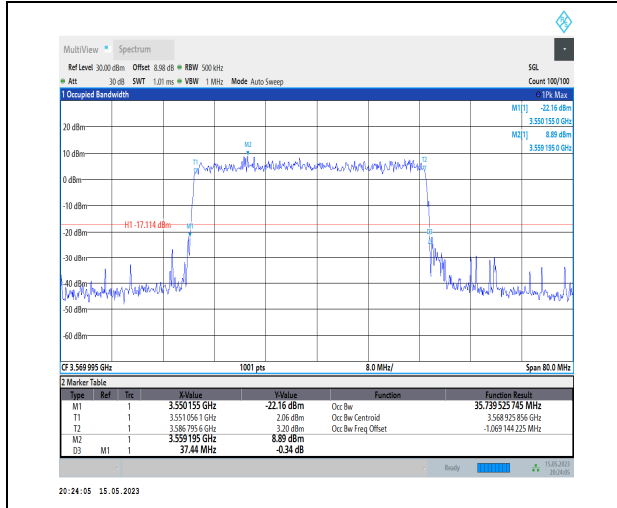 MultiView Spectrum
Ref Level 30.00 dBm Offset 8.98 dB RBW 500 kHz SGL
Att 30 dB SWT 1.01 ms VBW 1 MHz Mode Auto Sweep Count 100/100
1 Occupied Bandwidth 1Pk Max
M1[1] -22.16 dBm
3.550 155 0 GHz
M2[1] 8.89 dBm
3.559 195 0 GHz
20 dBm
M2
10 dBm
T1 T2
0 dBm
-10 dBm
H1 -17.114 dBm
M1
-20 dBm
D3
-30 dBm
-40 dBm
-50 dBm
-60 dBm
CF 3.569 995 GHz 1001 pts 8.0 MHz/ Span 80.0 MHz
2 Marker Table
Type Ref Trc X-Value Y-Value Function Function Result
M1 1 3.550 155 GHz -22.16 dBm Occ Bw 35.739 525 745 MHz
T1 1 3.551 056 1 GHz 2.06 dBm Occ Bw Centroid 3.568 925 856 GHz
T2 1 3.586 795 6 GHz 3.20 dBm Occ Bw Freq Offset -1.069 144 225 MHz
M2 1 3.559 195 GHz 8.89 dBm
D3 M1 1 37.44 MHz -0.34 dB
Ready 15.05.2023
20:24:05
20:24:05 15.05.2023